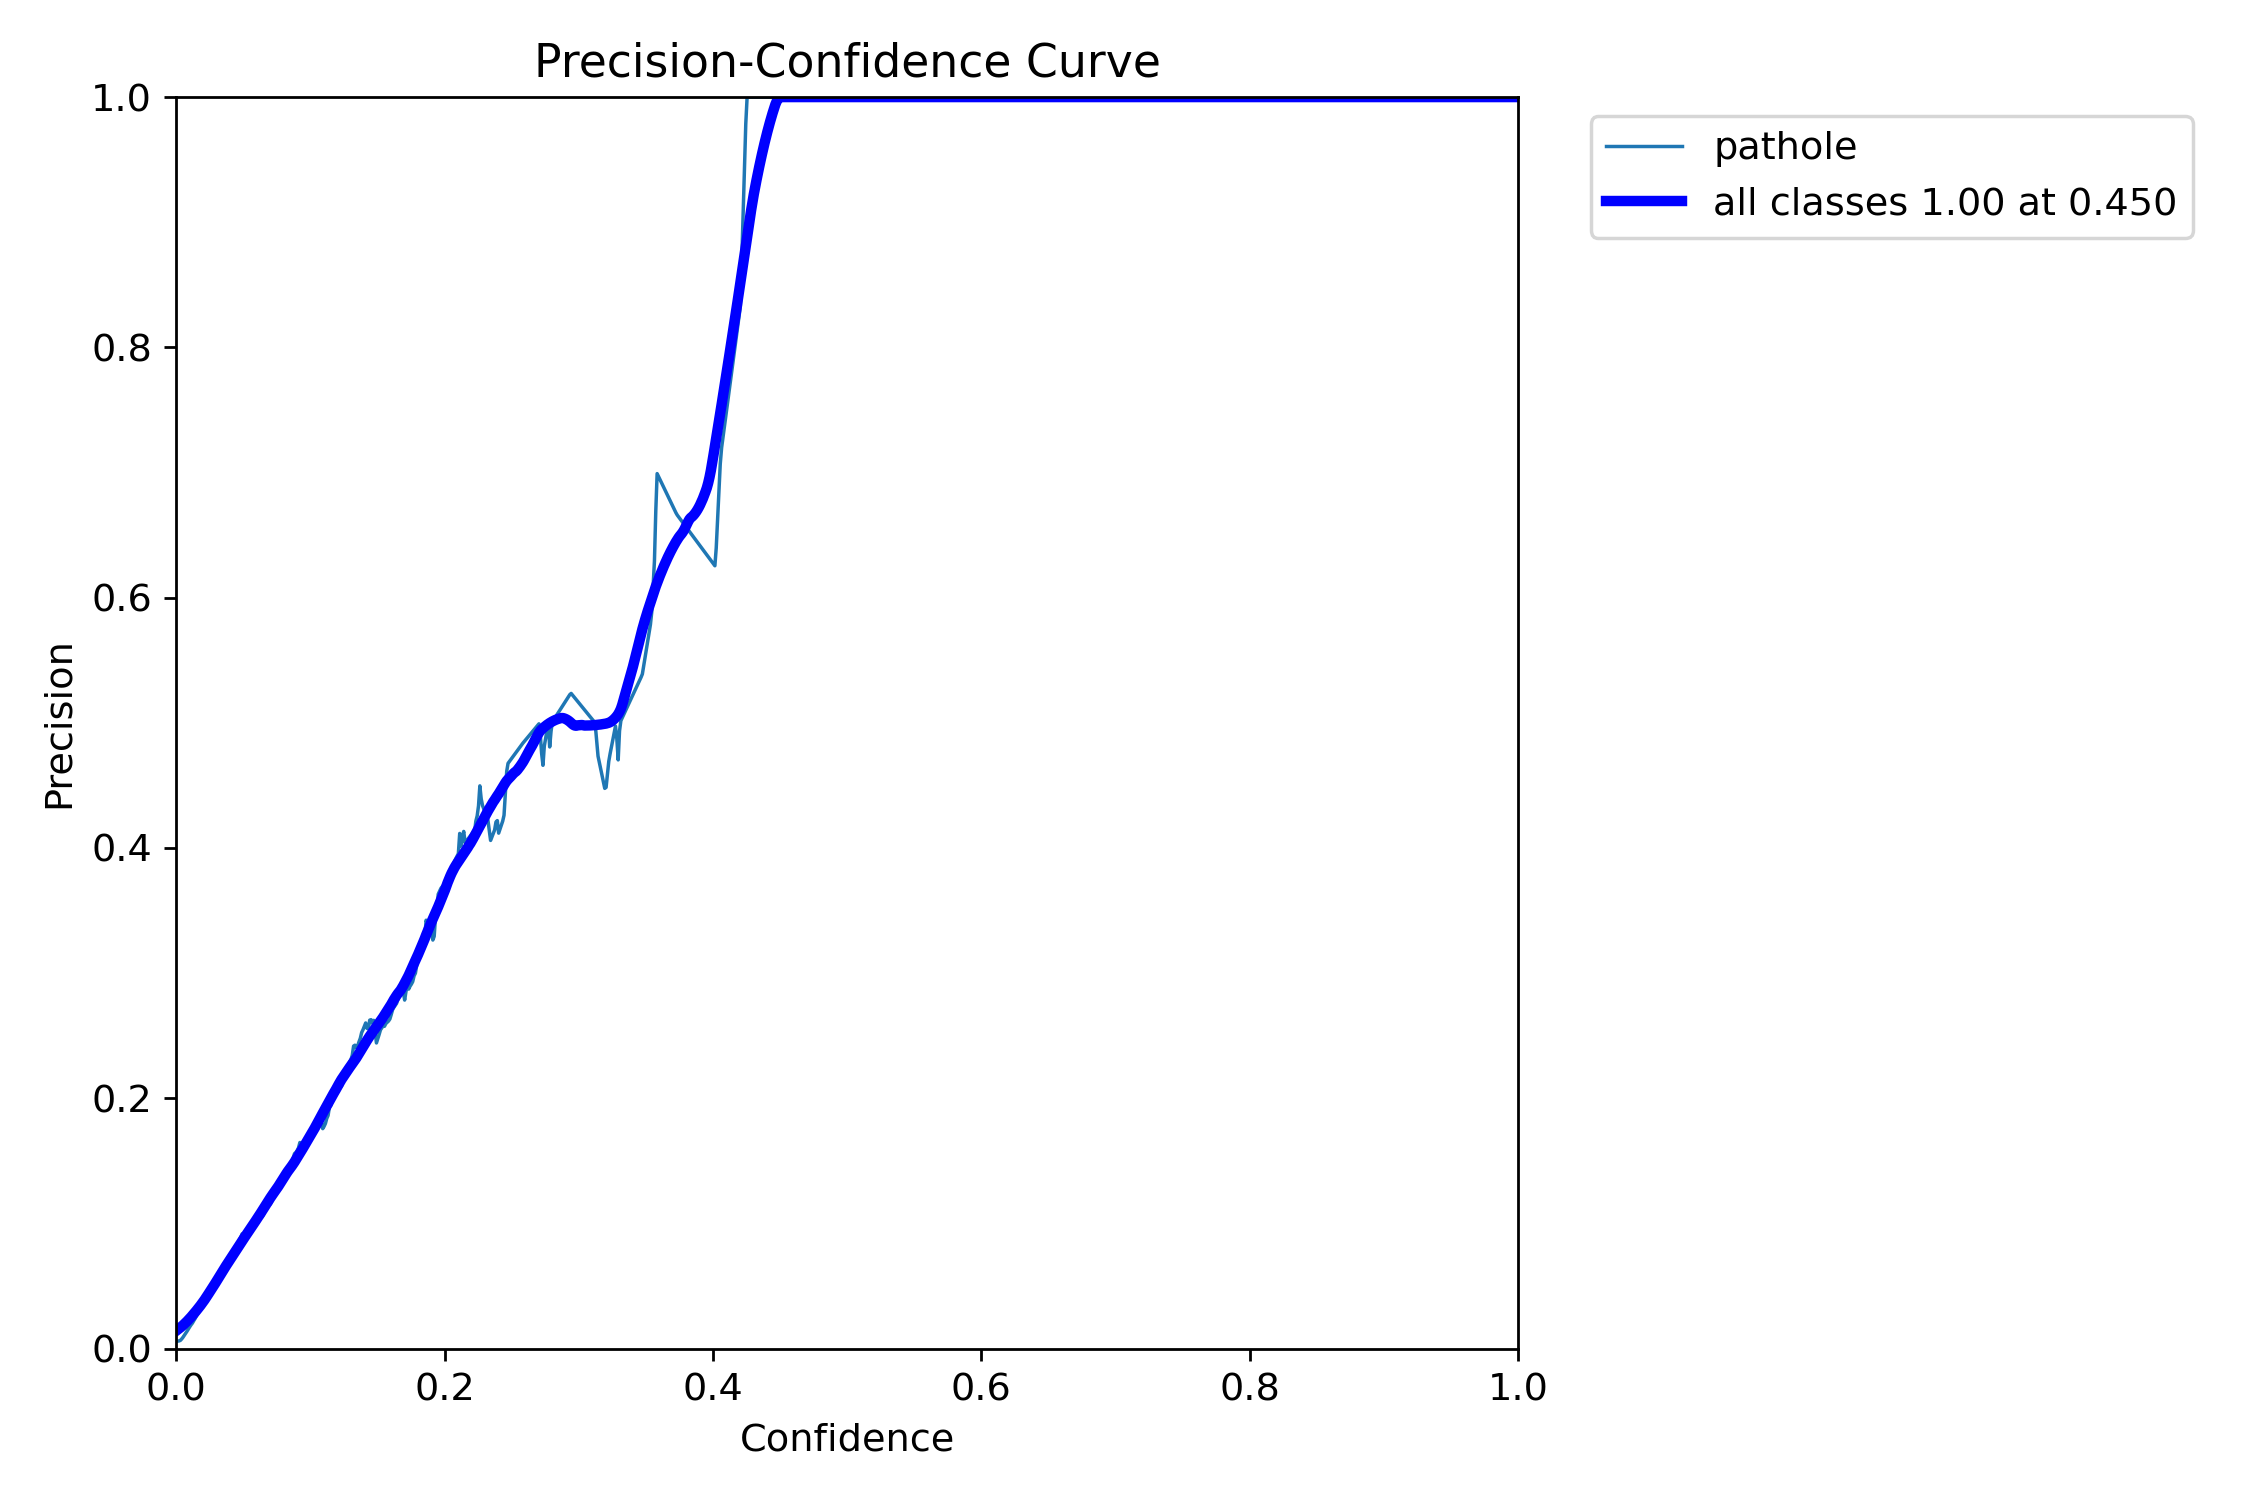 Precision-Confidence Curve
1.0
0.8
0.6
0.4
0.2
0.0
Precision
0.0 0.2 0.4 0.6 0.8 1.0
Confidence
pathole
all classes 1.00 at 0.450